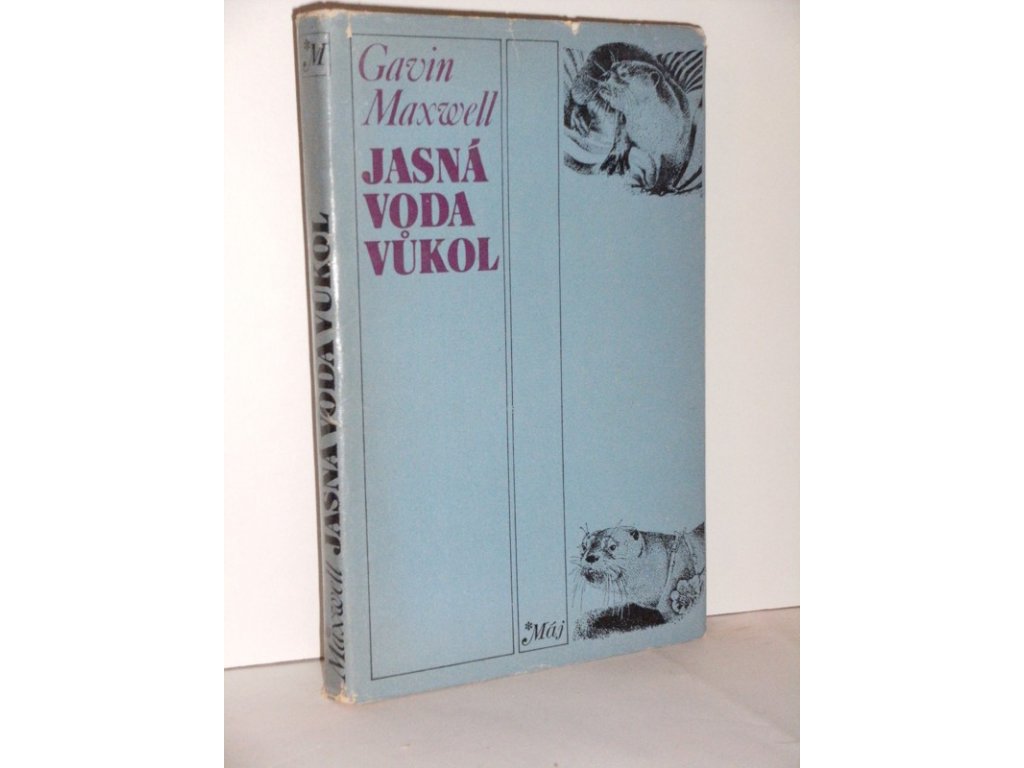 *M
Maxwell JASNÁ VODA VŮKOL
Gavin
Maxwell
JASNÁ
VODA
VŮKOL
*Máj